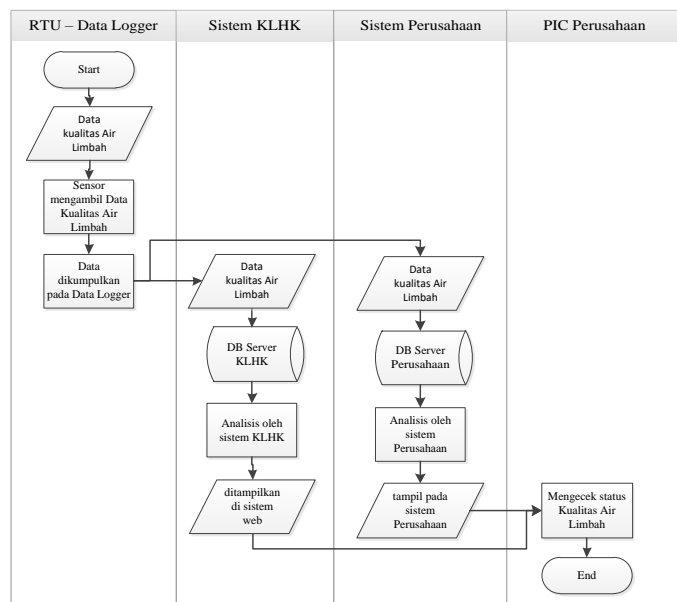 RTU – Data Logger
Sistem KLHK
Sistem Perusahaan
PIC Perusahaan
Start
Data
kualitas Air
Limbah
Sensor
mengambil Data
Kualitas Air
Limbah
Data
dikumpulkan
pada Data Logger
Data
kualitas Air
Limbah
DB Server
KLHK
Analisis oleh
sistem KLHK
ditampilkan
di sistem
web
Data
kualitas Air
Limbah
DB Server
Perusahaan
Analisis oleh
sistem
Perusahaan
tampil pada
sistem
Perusahaan
Mengecek status
Kualitas Air
Limbah
End